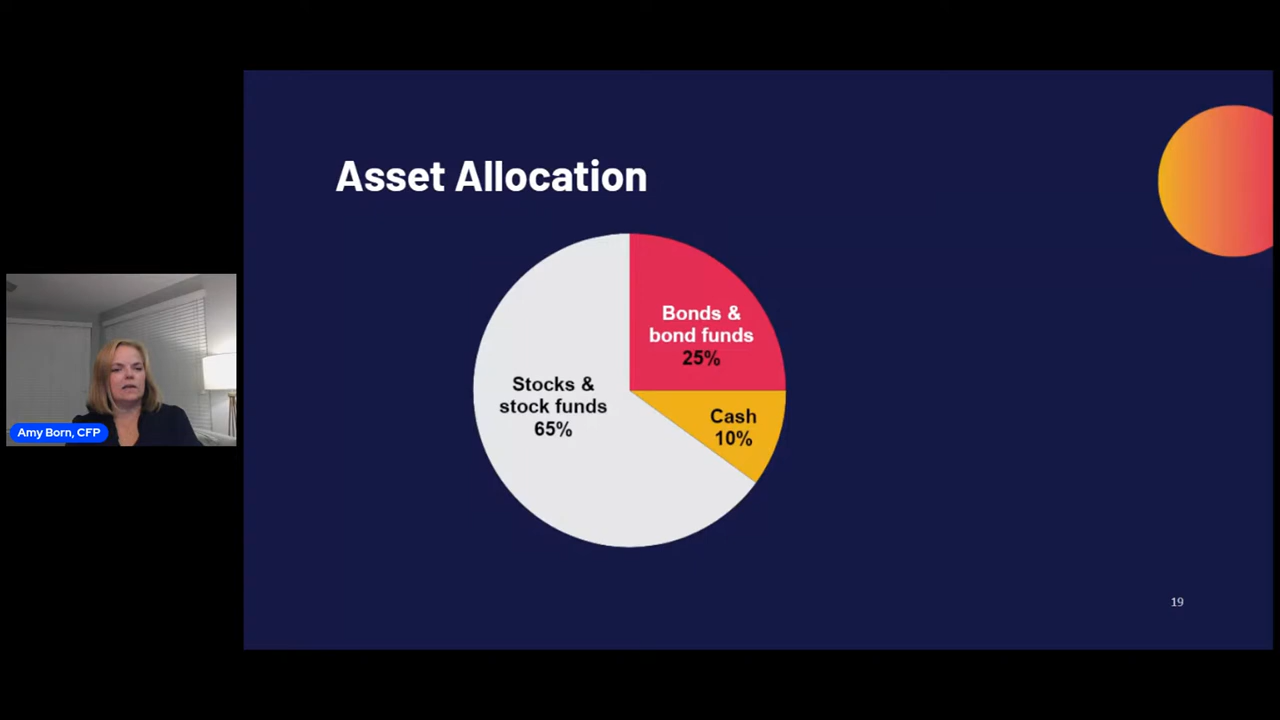 Asset Allocation
Bonds &
bond funds
25%
Stocks &
stock funds
65%
Cash
10%
Amy Born, CFP
19